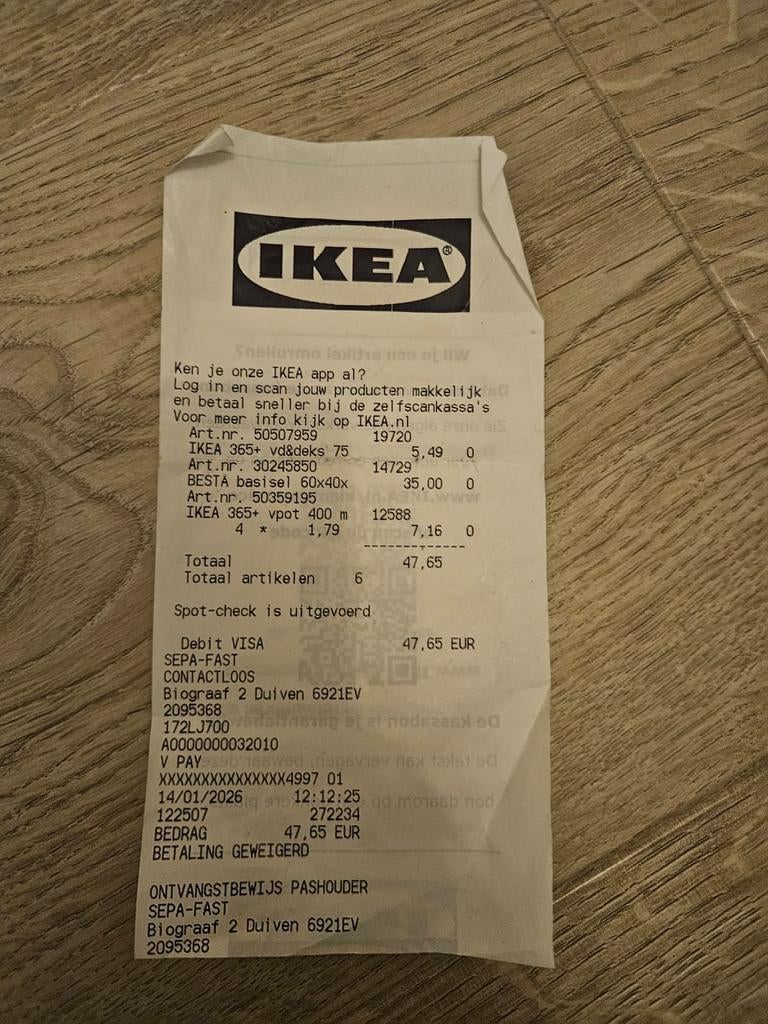 IKEA®
Ken je onze IKEA app al?
Log in en scan jouw producten makkelijk
en betaal sneller bij de zelfscankassa's
Voor meer info kijk op IKEA.nl
Art.nr. 50507959 19720
IKEA 365+ vd&deks 75 5,49 0
Art.nr. 30245850 14729
BESTA basisel 60x40x 35,00 0
Art.nr. 50359195
IKEA 365+ vpot 400 m 12588
4 * 1,79 7,16 0
------------
Totaal 47,65
Totaal artikelen 6
Spot-check is uitgevoerd
Debit VISA 47,65 EUR
SEPA-FAST
CONTACTLOOS
Biograaf 2 Duiven 6921EV
2095368
172LJ700
A0000000032010
V PAY
XXXXXXXXXXXXXXX4997 01
14/01/2026 12:12:25
122507 272234
BEDRAG 47,65 EUR
BETALING GEWEIGERD
ONTVANGSTBEWIJS PASHOUDER
SEPA-FAST
Biograaf 2 Duiven 6921EV
2095368